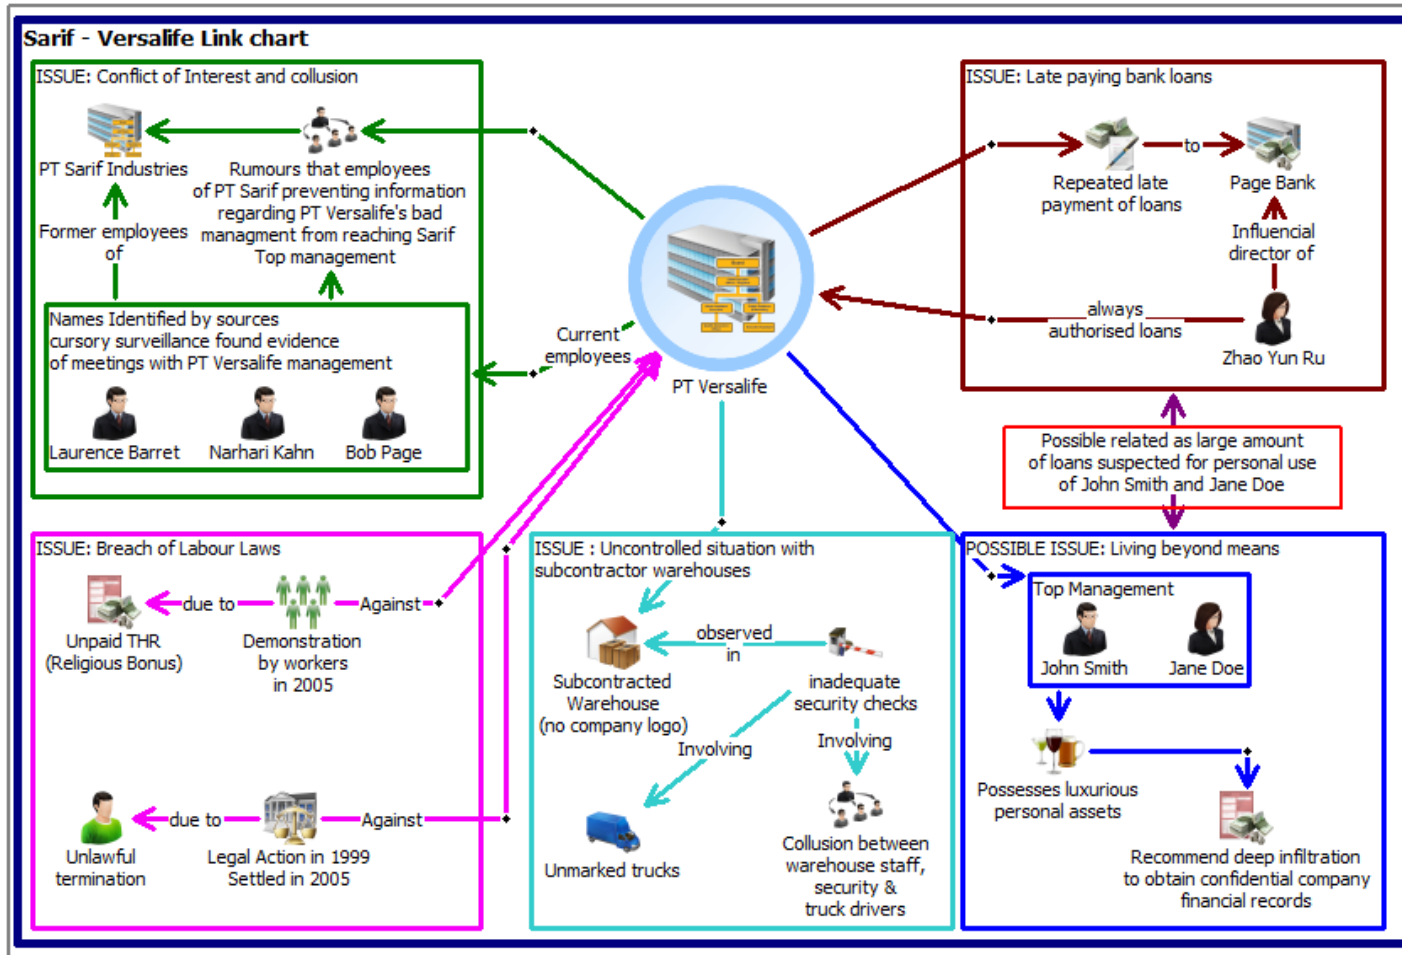 Sarif - Versalife Link chart
ISSUE: Conflict of Interest and collusion
PT Sarif Industries
Rumours that employees
of PT Sarif preventing information
regarding PT Versalife's bad
managment from reaching Sarif
Top management
Former employees
of
Names Identified by sources
cursory surveillance found evidence
of meetings with PT Versalife management
Laurence Barret
Narhari Kahn
Bob Page
Current
employees
PT Versalife
ISSUE: Late paying bank loans
Repeated late
payment of loans
to
Page Bank
Influencial
director of
always
authorised loans
Zhao Yun Ru
Possible related as large amount
of loans suspected for personal use
of John Smith and Jane Doe
ISSUE: Breach of Labour Laws
Unpaid THR
(Religious Bonus)
due to
Demonstration
by workers
in 2005
Against
Unlawful
termination
due to
Legal Action in 1999
Settled in 2005
Against
ISSUE : Uncontrolled situation with
subcontractor warehouses
Subcontracted
Warehouse
(no company logo)
observed
in
inadequate
security checks
Involving
Involving
Unmarked trucks
Collusion between
warehouse staff,
security &
truck drivers
POSSIBLE ISSUE: Living beyond means
Top Management
John Smith
Jane Doe
Possesses luxurious
personal assets
Recommend deep infiltration
to obtain confidential company
financial records